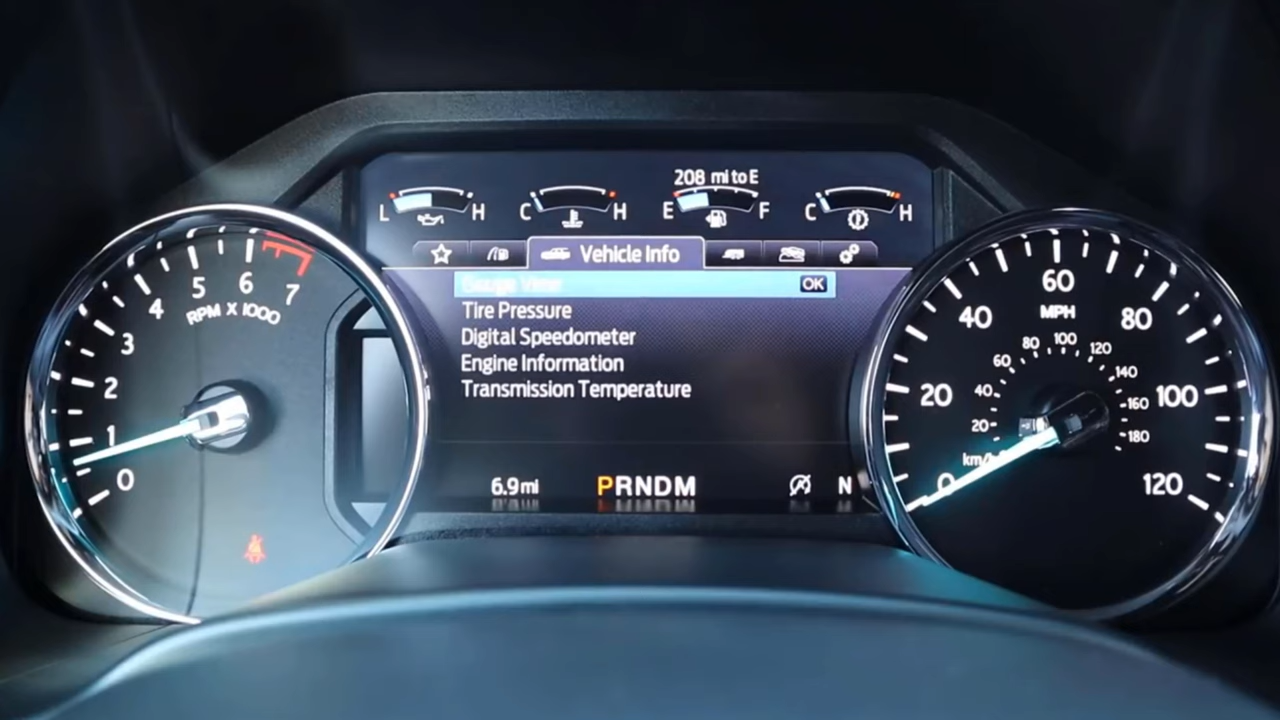 208 mi to E
L H C H E F C H
Vehicle Info
Gauge View OK
Tire Pressure
Digital Speedometer
Engine Information
Transmission Temperature
6.9 mi PRNDM N
0 1 2 3 4 5 6 7
RPM X 1000
0 20 40 60 80 100 120
MPH
20 40 60 80 100 120 140 160 180
km/h